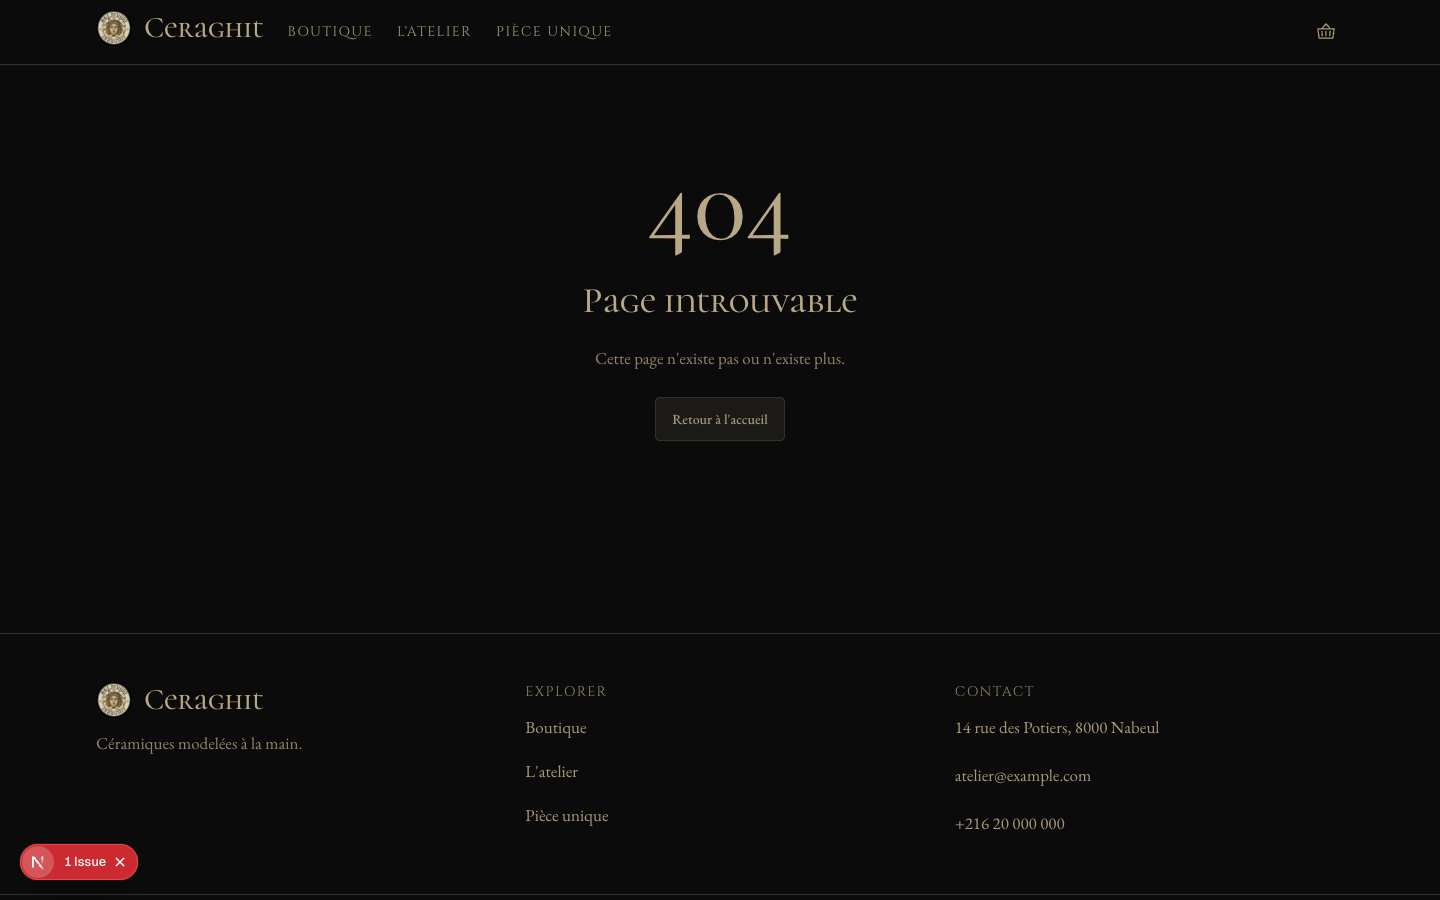 Ceraghit
BOUTIQUE
L'ATELIER
PIÈCE UNIQUE
404
Page introuvable
Cette page n'existe pas ou n'existe plus.
Retour à l'accueil
Ceraghit
Céramiques modelées à la main.
EXPLORER
Boutique
L'atelier
Pièce unique
CONTACT
14 rue des Potiers, 8000 Nabeul
atelier@example.com
+216 20 000 000
N
1 Issue